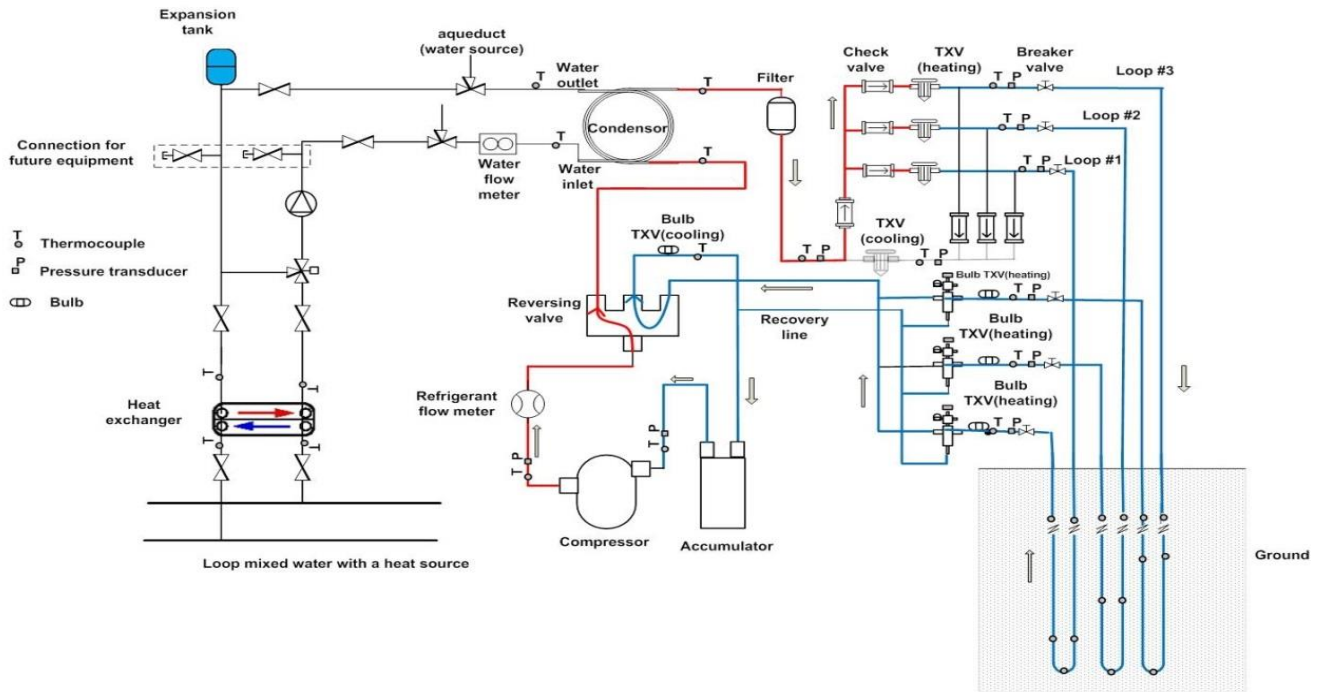 Expansion
tank
aqueduct
(water source)
Water
outlet
T
T
Filter
Check
valve
TXV
(heating)
Breaker
valve
Loop #3
T P
Loop #2
T P
Loop #1
T P
Condensor
Connection for
future equipment
Water
flow
meter
T
Water
inlet
T
T
Thermocouple
P
Pressure transducer
Bulb
Bulb
TXV(cooling)
T
T P
TXV
(cooling)
T P
Reversing
valve
Recovery
line
Bulb TXV(heating)
T P
Bulb
TXV(heating)
T P
Bulb
TXV(heating)
T P
T
T
Heat
exchanger
T
T
Refrigerant
flow meter
T P
T P
Compressor
Accumulator
Ground
Loop mixed water with a heat source